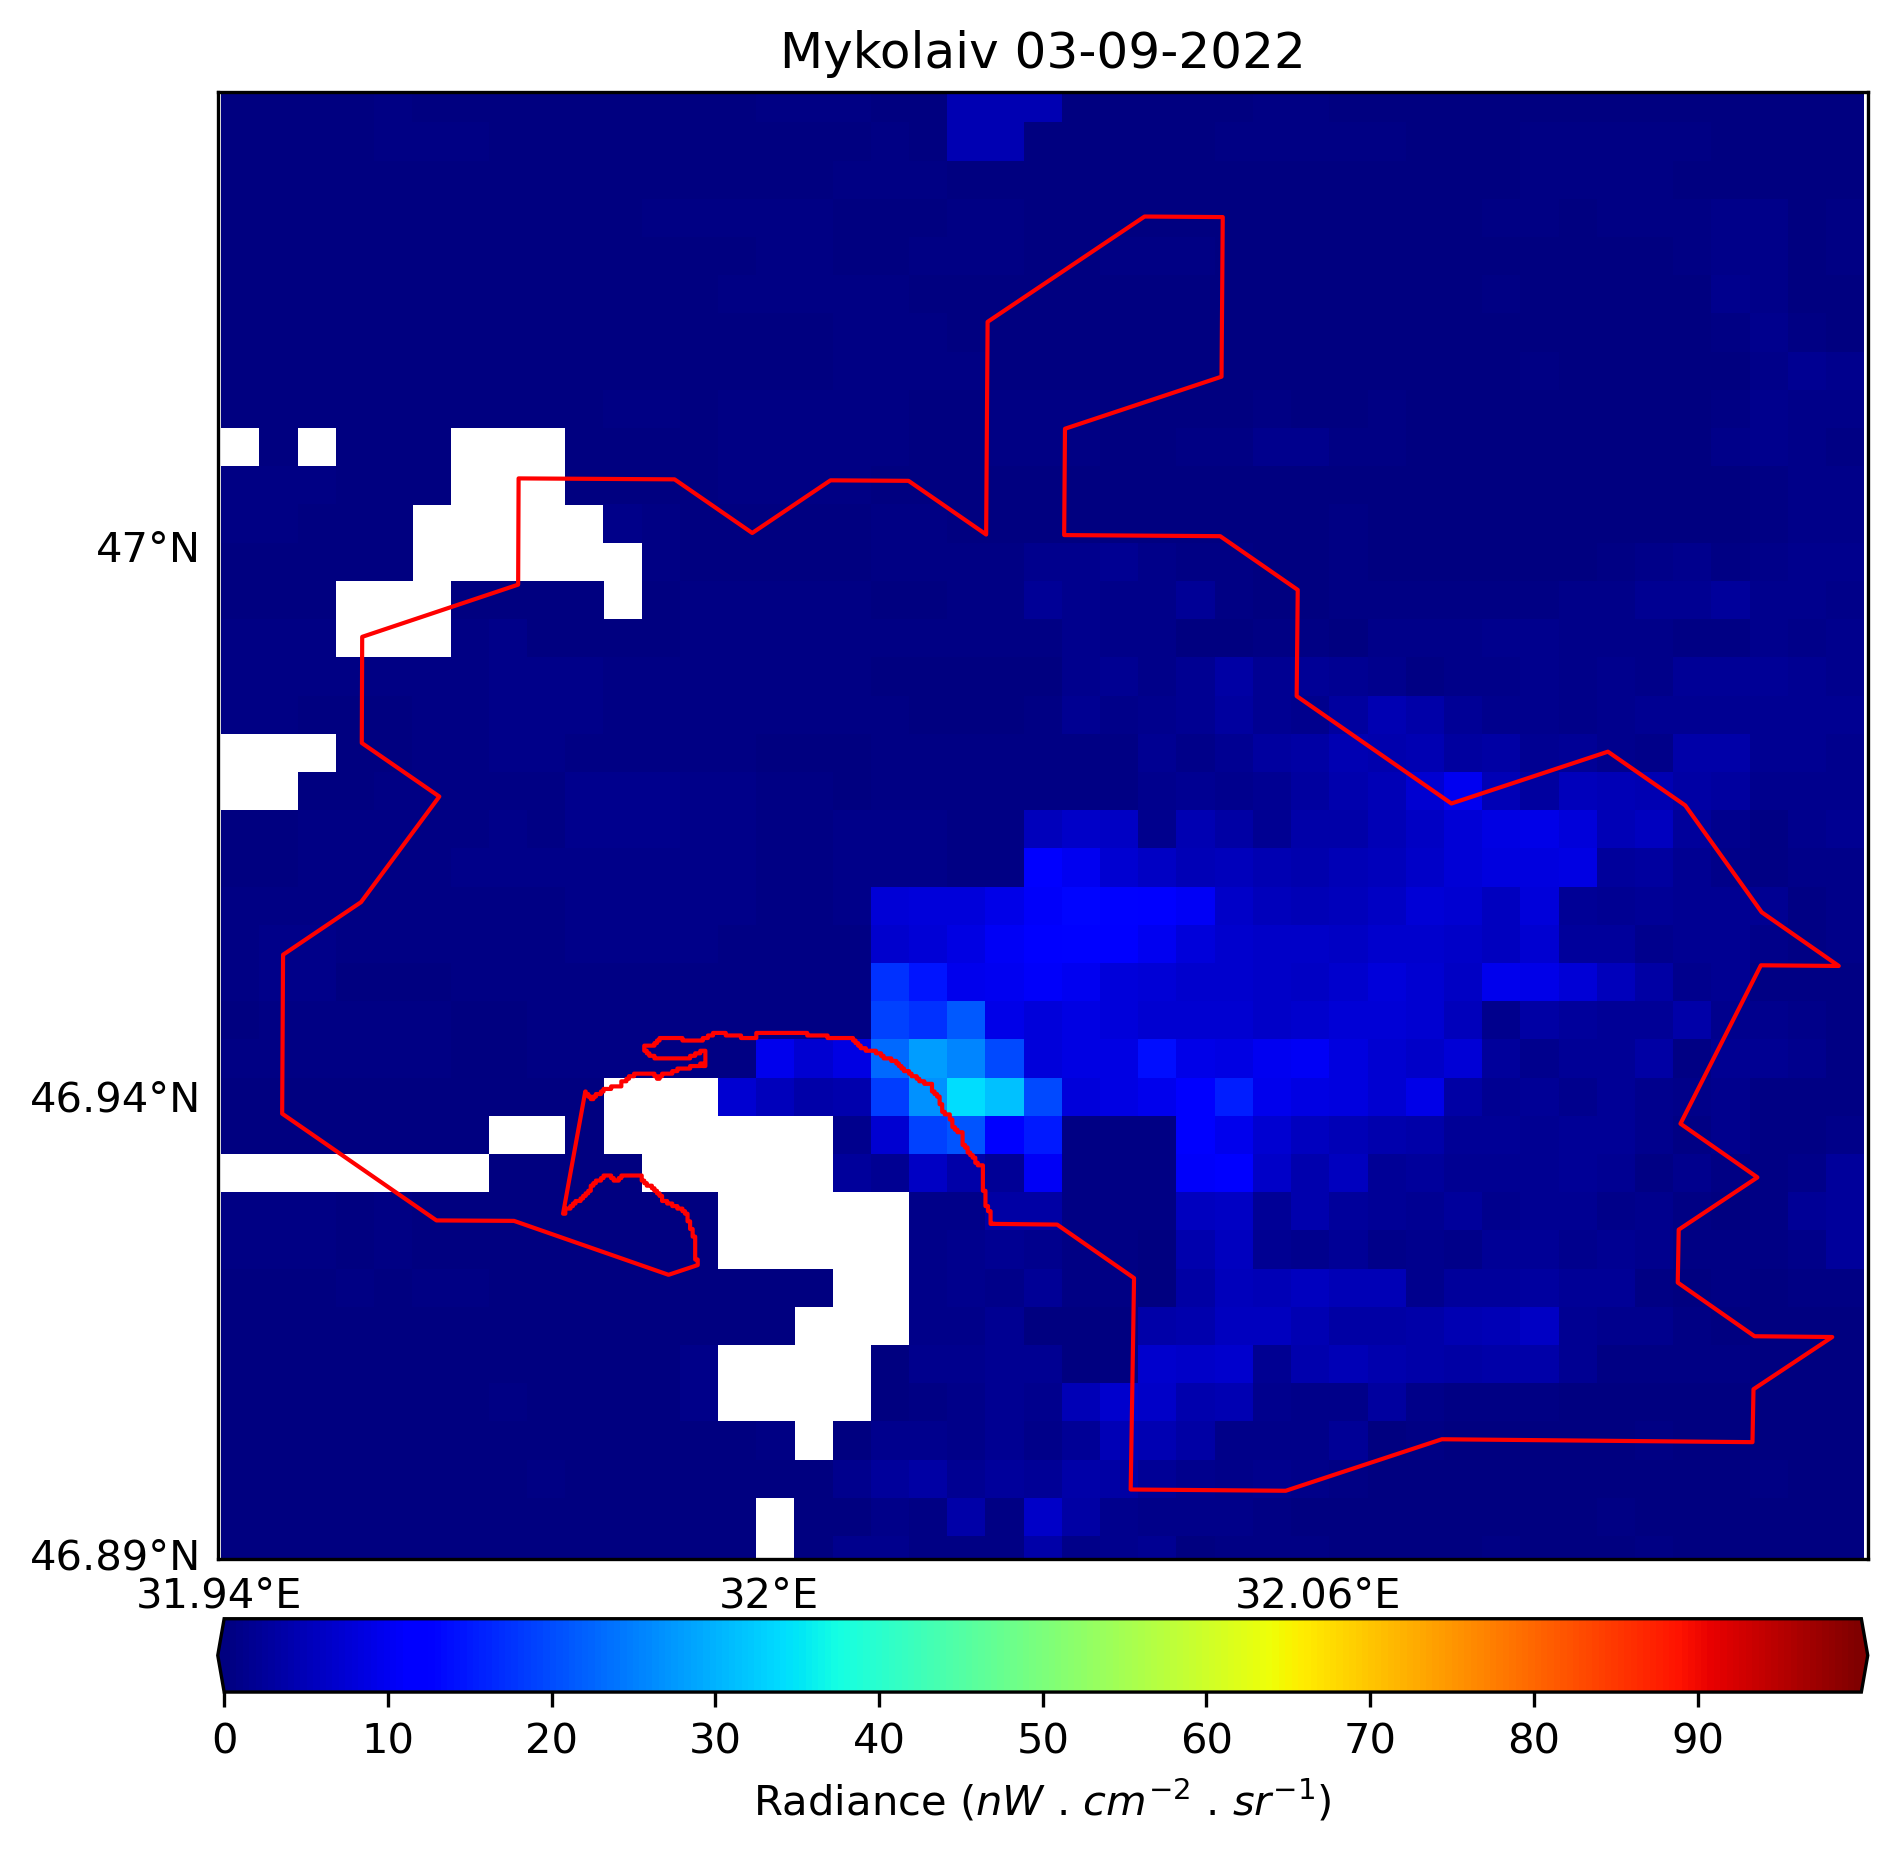 Mykolaiv 03-09-2022
47°N
46.94°N
46.89°N
31.94°E 32°E 32.06°E
0 10 20 30 40 50 60 70 80 90
Radiance (nW . cm⁻² . sr⁻¹)